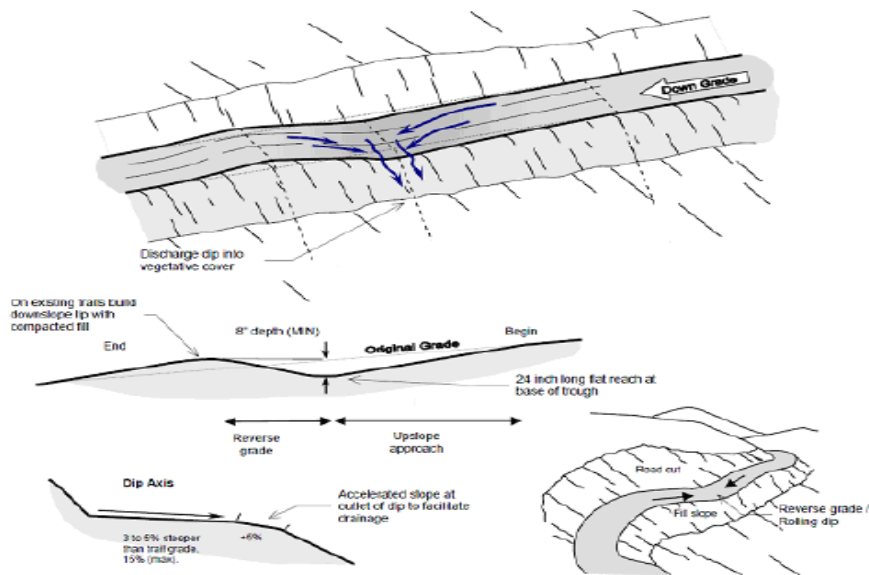 Down Grade
Discharge dip into
vegetative cover
On existing trails build
downslope lip with
compacted fill
8" depth (MIN)
End
Original Grade
Begin
24 inch long flat reach at
base of trough
Reverse
grade
Upslope
approach
Dip Axis
Accelerated slope at
outlet of dip to facilitate
drainage
3 to 5% steeper
than trail grade.
15% (max).
+5%
Road cut
Fill slope
Reverse grade /
Rolling dip